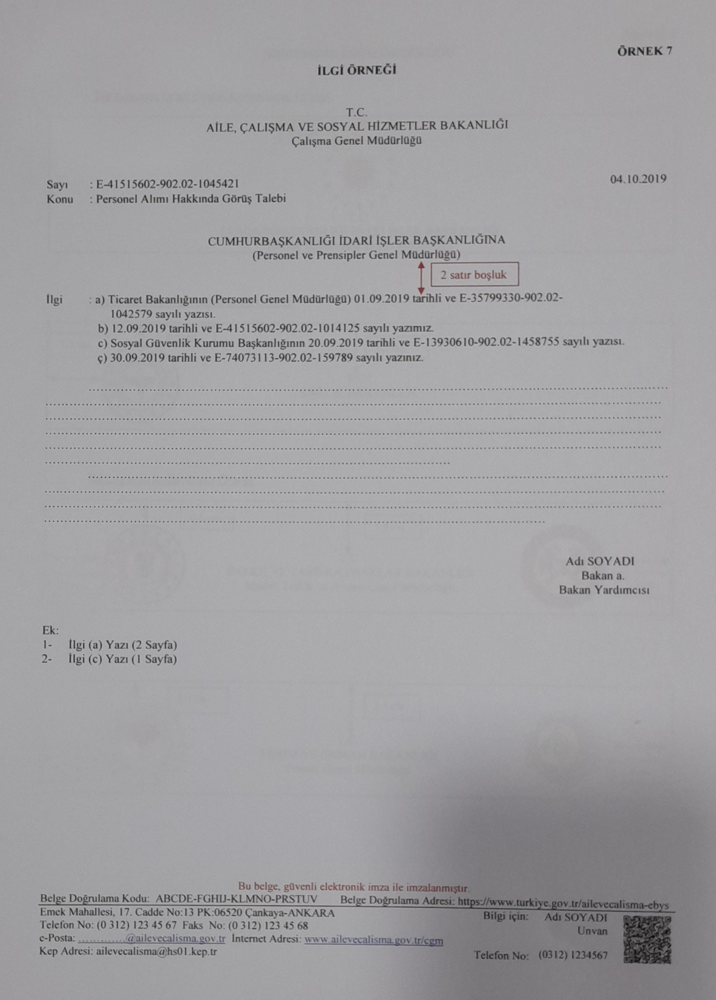 ÖRNEK 7
İLGİ ÖRNEĞİ
T.C.
AİLE, ÇALIŞMA VE SOSYAL HİZMETLER BAKANLIĞI
Çalışma Genel Müdürlüğü
Sayı : E-41515602-902.02-1045421 04.10.2019
Konu : Personel Alımı Hakkında Görüş Talebi
CUMHURBAŞKANLIĞI İDARİ İŞLER BAŞKANLIĞINA
(Personel ve Prensipler Genel Müdürlüğü)
2 satır boşluk
İlgi : a) Ticaret Bakanlığının (Personel Genel Müdürlüğü) 01.09.2019 tarihli ve E-35799330-902.02-
1042579 sayılı yazısı.
b) 12.09.2019 tarihli ve E-41515602-902.02-1014125 sayılı yazımız.
c) Sosyal Güvenlik Kurumu Başkanlığının 20.09.2019 tarihli ve E-13930610-902.02-1458755 sayılı yazısı.
ç) 30.09.2019 tarihli ve E-74073113-902.02-159789 sayılı yazınız.
Adı SOYADI
Bakan a.
Bakan Yardımcısı
Ek:
1- İlgi (a) Yazı (2 Sayfa)
2- İlgi (c) Yazı (1 Sayfa)
Bu belge, güvenli elektronik imza ile imzalanmıştır.
Belge Doğrulama Kodu: ABCDE-FGHIJ-KLMNO-PRSTUV Belge Doğrulama Adresi: https://www.turkiye.gov.tr/ailevecalisma-ebys
Emek Mahallesi, 17. Cadde No:13 PK:06520 Çankaya-ANKARA Bilgi için: Adı SOYADI
Telefon No: (0 312) 123 45 67 Faks No: (0 312) 123 45 68 Unvan
e-Posta: ............@ailevecalisma.gov.tr İnternet Adresi: www.ailevecalisma.gov.tr/cgm
Kep Adresi: ailevecalisma@hs01.kep.tr Telefon No: (0312) 1234567